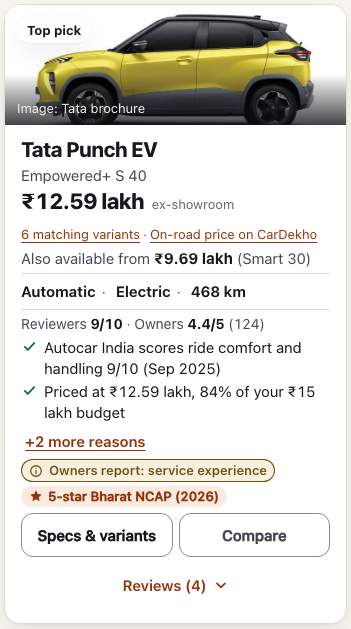 Top pick
Image: Tata brochure
Tata Punch EV
Empowered+ S 40
₹12.59 lakh ex-showroom
6 matching variants · On-road price on CarDekho
Also available from ₹9.69 lakh (Smart 30)
Automatic · Electric · 468 km
Reviewers 9/10 · Owners 4.4/5 (124)
Autocar India scores ride comfort and
handling 9/10 (Sep 2025)
Priced at ₹12.59 lakh, 84% of your ₹15
lakh budget
+2 more reasons
Owners report: service experience
5-star Bharat NCAP (2026)
Specs & variants
Compare
Reviews (4)